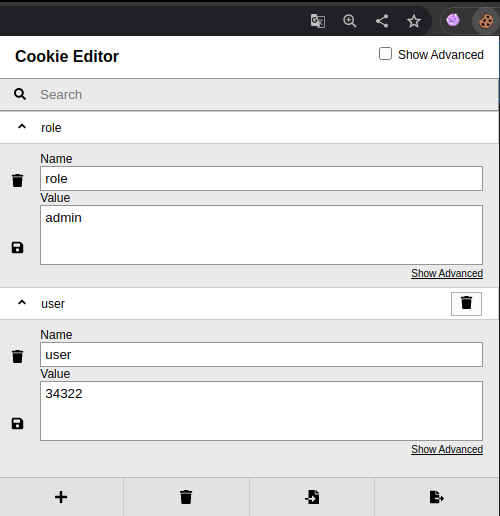 Cookie Editor
Show Advanced
Search
role
Name
role
Value
admin
Show Advanced
user
Name
user
Value
34322
Show Advanced